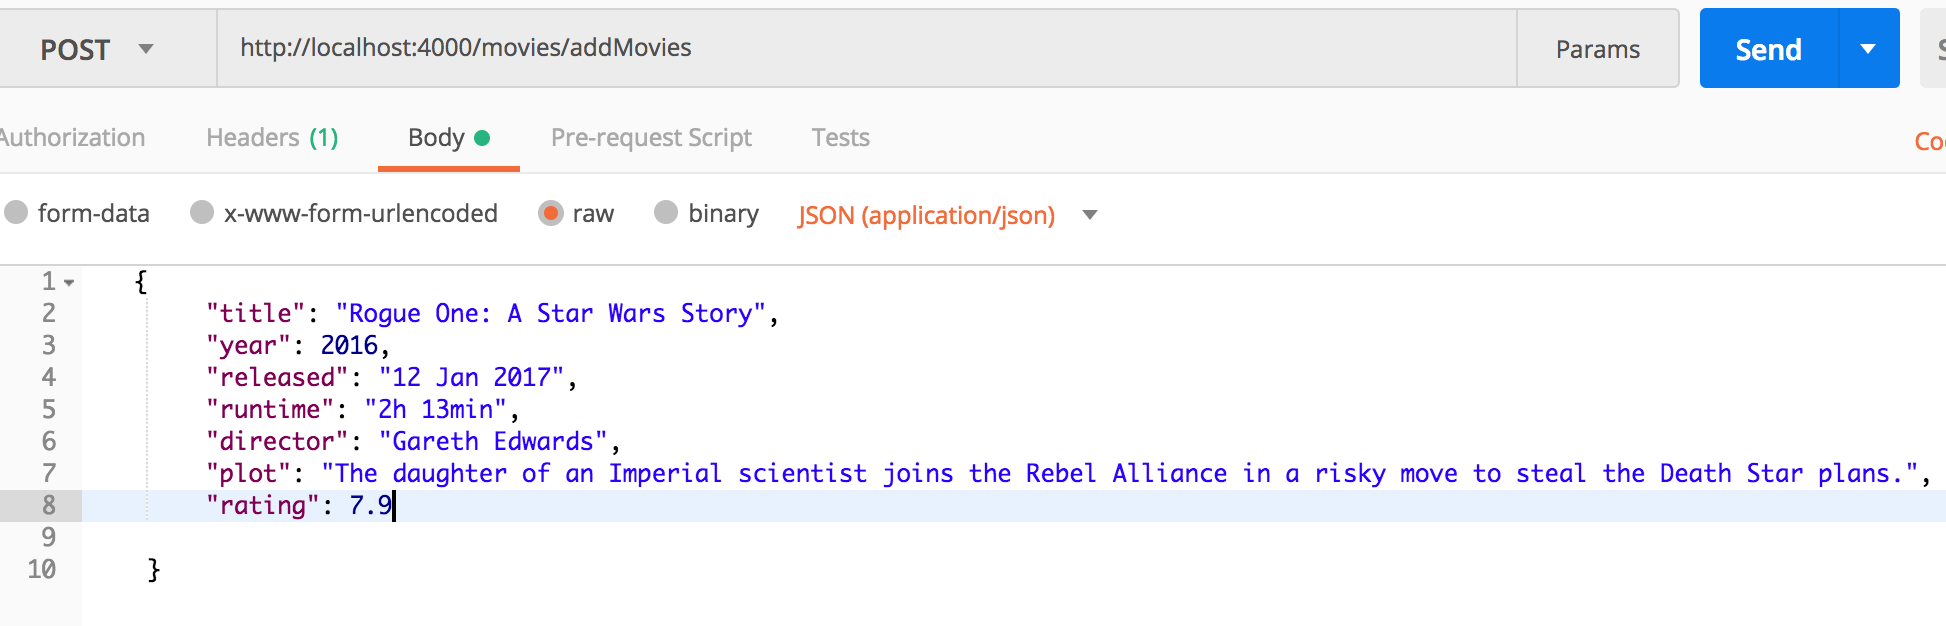 POST http://localhost:4000/movies/addMovies Params Send
Authorization Headers (1) Body Pre-request Script Tests
form-data x-www-form-urlencoded raw binary JSON (application/json)
1 {
2 "title": "Rogue One: A Star Wars Story",
3 "year": 2016,
4 "released": "12 Jan 2017",
5 "runtime": "2h 13min",
6 "director": "Gareth Edwards",
7 "plot": "The daughter of an Imperial scientist joins the Rebel Alliance in a risky move to steal the Death Star plans.",
8 "rating": 7.9
9
10 }